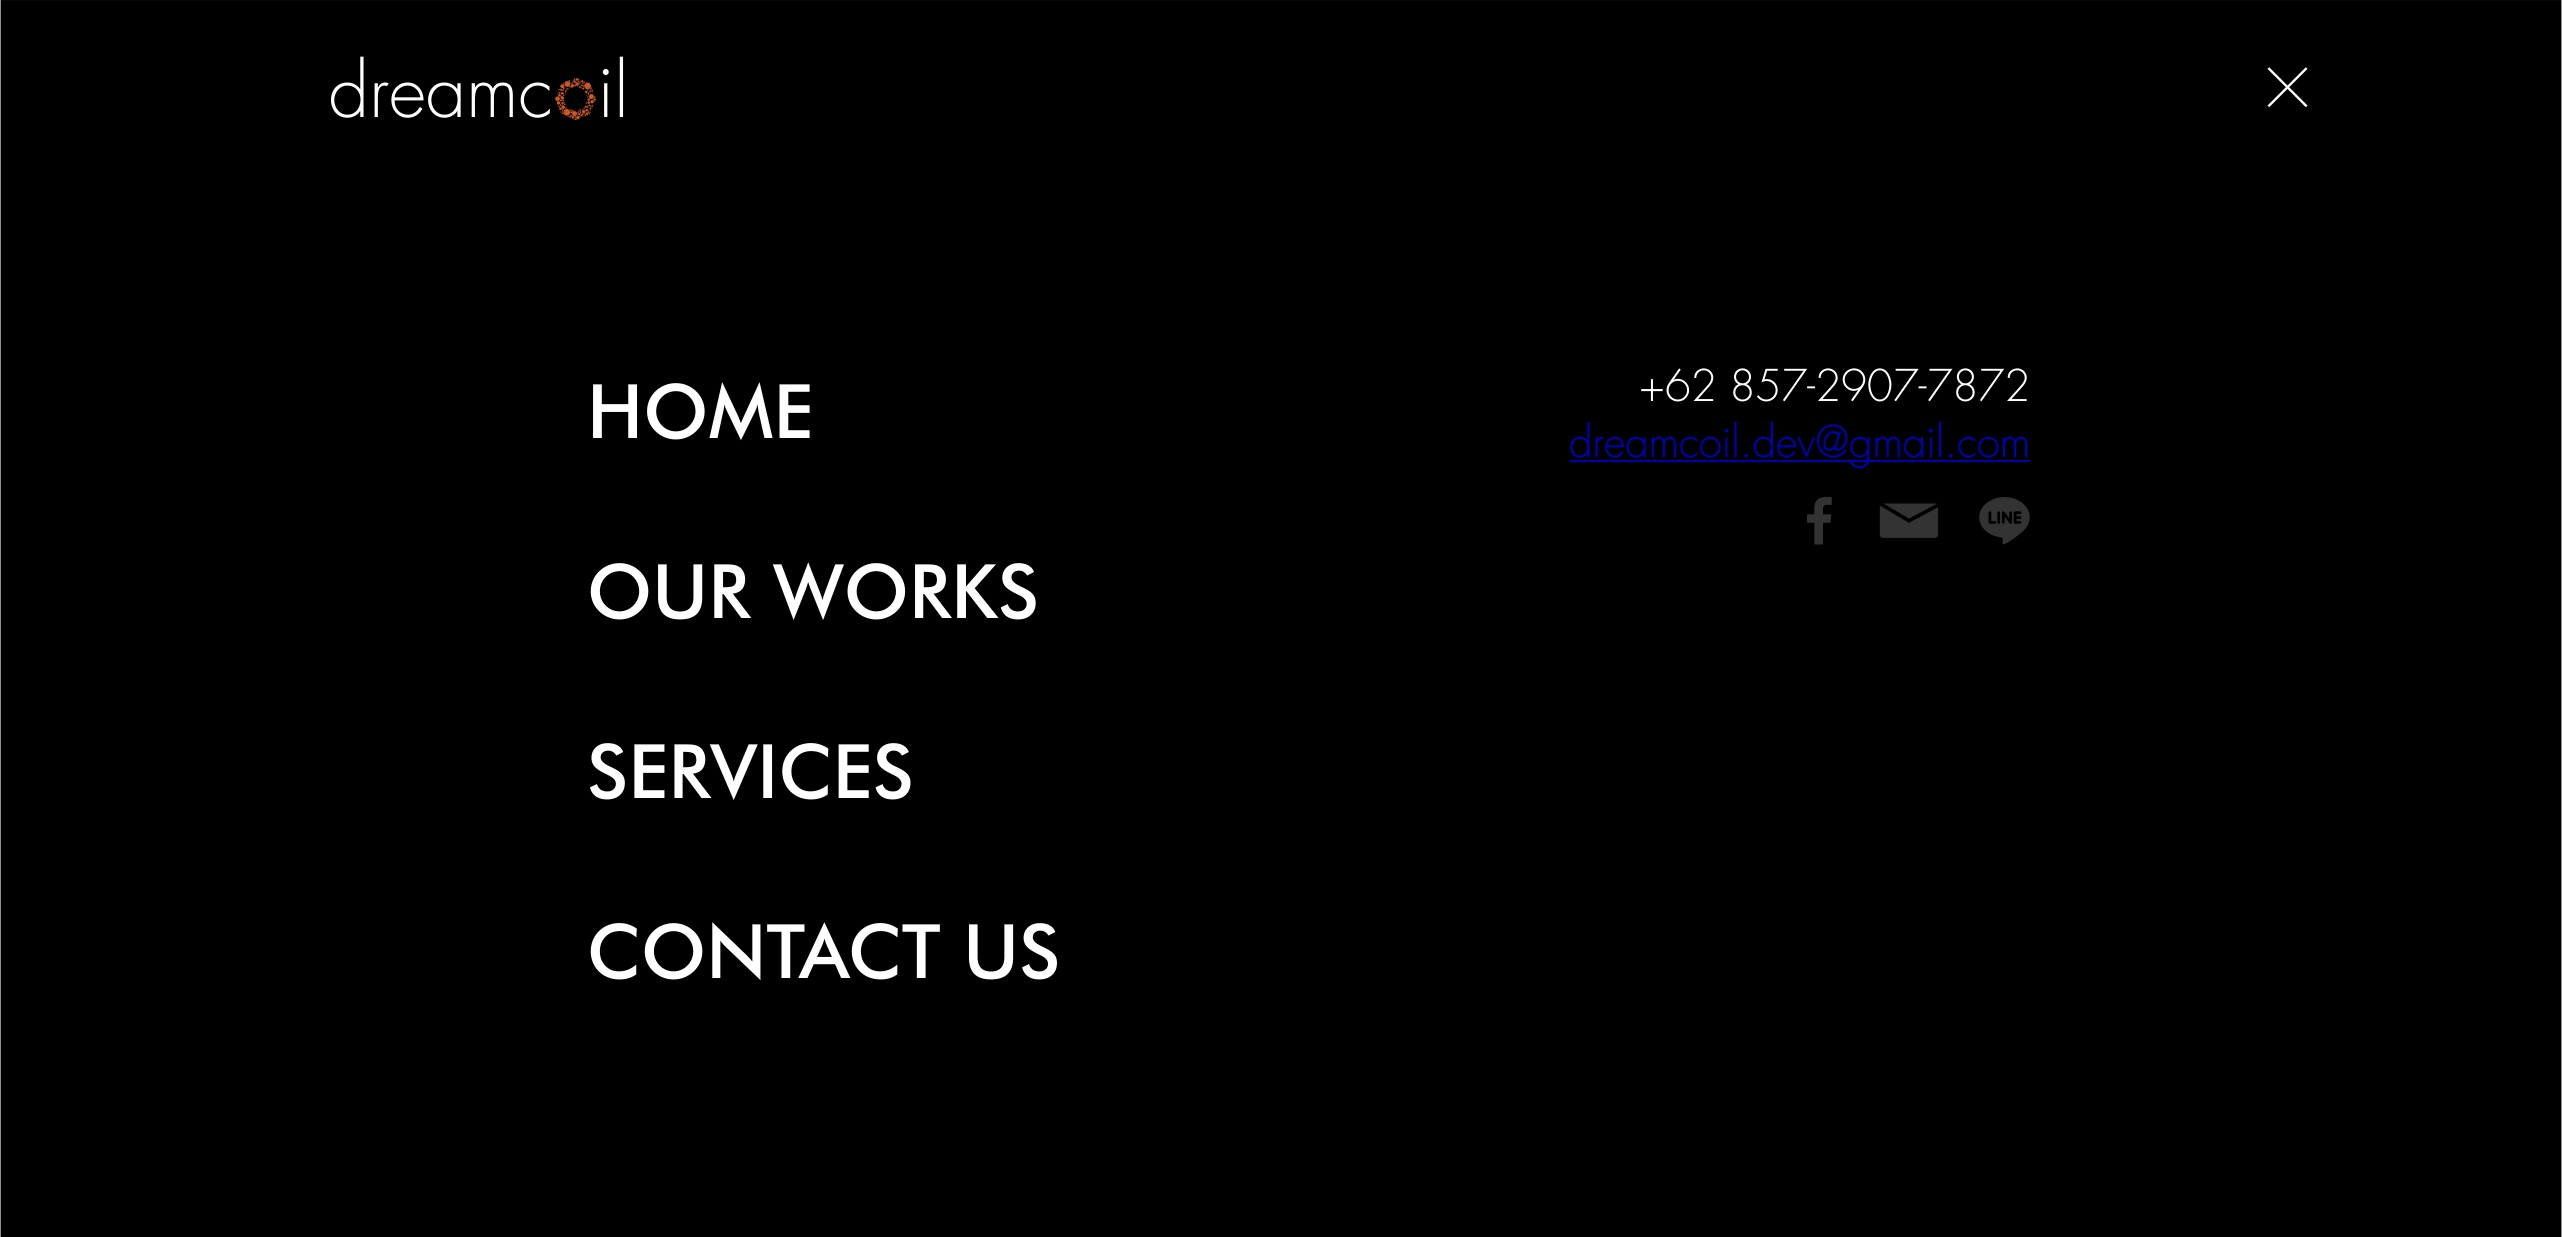 dreamcoil
HOME
OUR WORKS
SERVICES
CONTACT US
+62 857-2907-7872
dreamcoil.dev@gmail.com
LINE